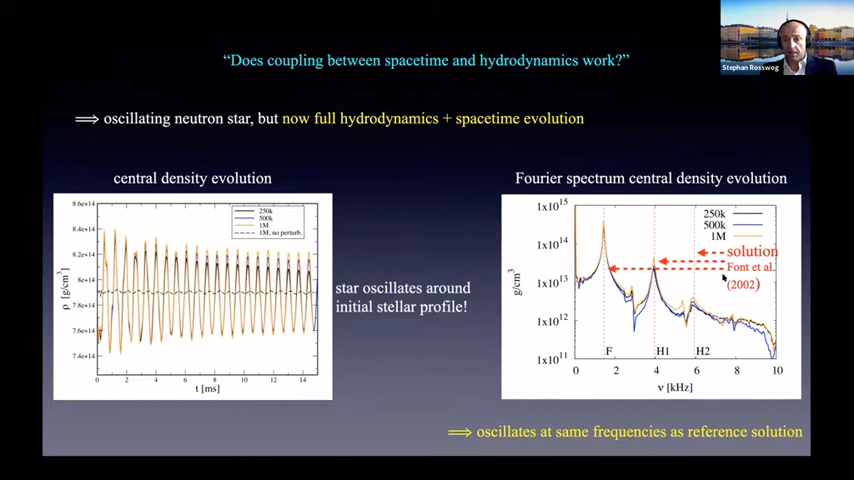 Stephan Rosswog
“Does coupling between spacetime and hydrodynamics work?”
⟹ oscillating neutron star, but now full hydrodynamics + spacetime evolution
central density evolution
8.6e+14
8.4e+14
8.2e+14
8e+14
7.8e+14
7.6e+14
7.4e+14
ρ [g/cm³]
250k
500k
1M
1M, no perturb.
0 2 4 6 8 10 12 14
t [ms]
star oscillates around
initial stellar profile!
Fourier spectrum central density evolution
1x10¹⁵
1x10¹⁴
1x10¹³
1x10¹²
1x10¹¹
g/cm³
250k
500k
1M
solution
Font et al.
(2002)
F H1 H2
0 2 4 6 8 10
ν [kHz]
⟹ oscillates at same frequencies as reference solution